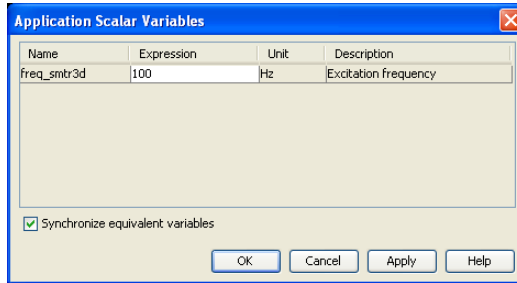 Application Scalar Variables
Name Expression Unit Description
freq_smtr3d 100 Hz Excitation frequency
Synchronize equivalent variables
OK Cancel Apply Help